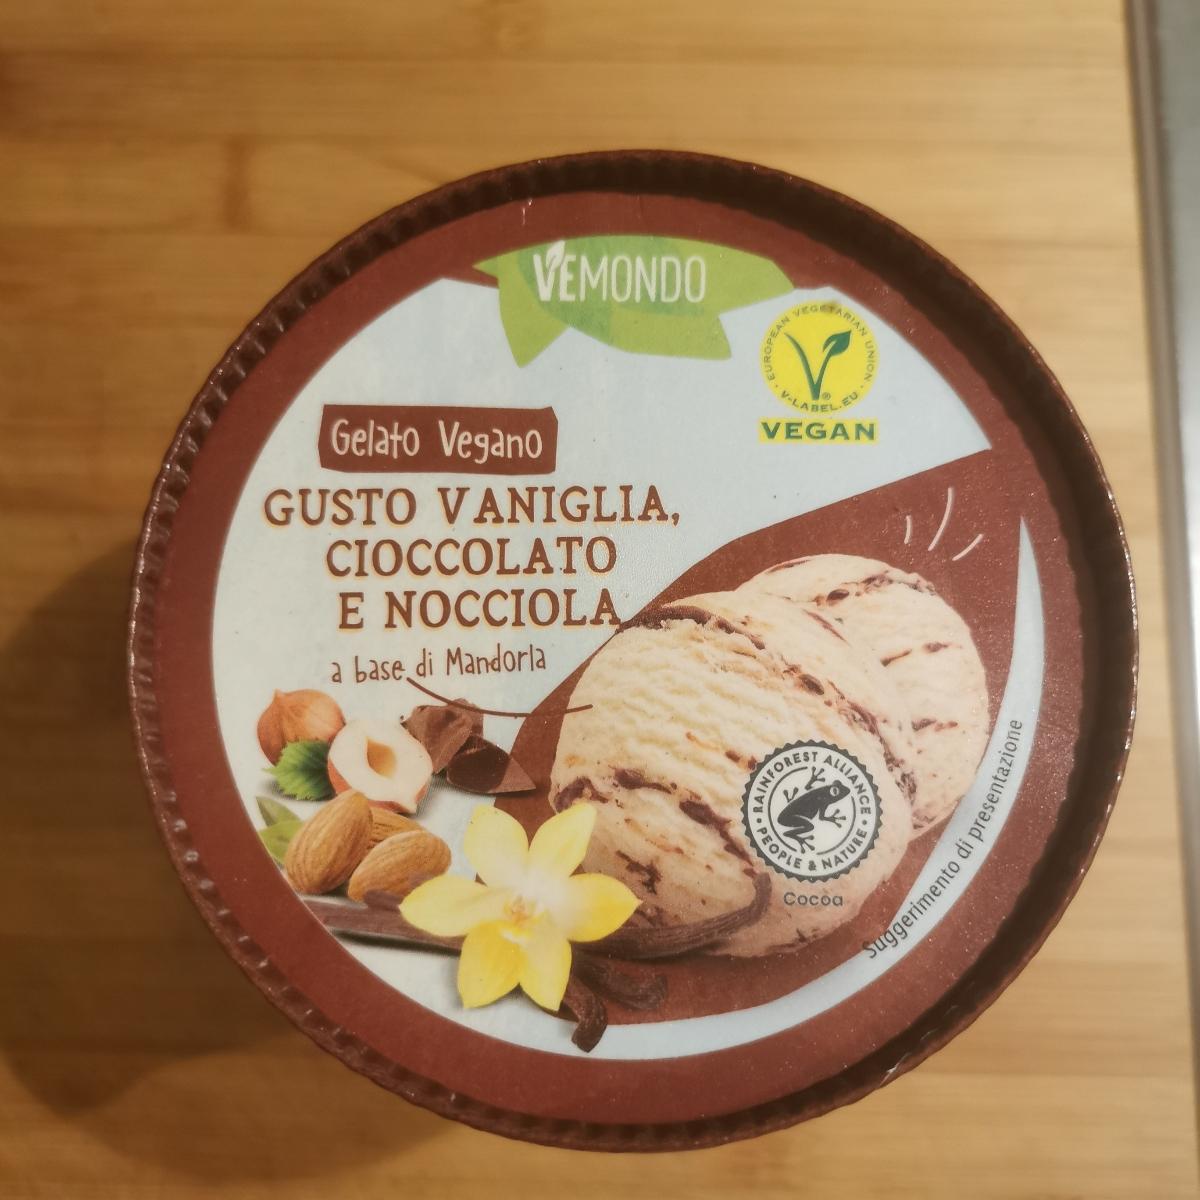 VEMONDO
EUROPEAN VEGETARIAN UNION
V-LABEL.EU
VEGAN
Gelato Vegano
GUSTO VANIGLIA,
CIOCCOLATO
E NOCCIOLA
a base di Mandorla
RAINFOREST ALLIANCE
PEOPLE & NATURE
Cocoa
Suggerimento di presentazione